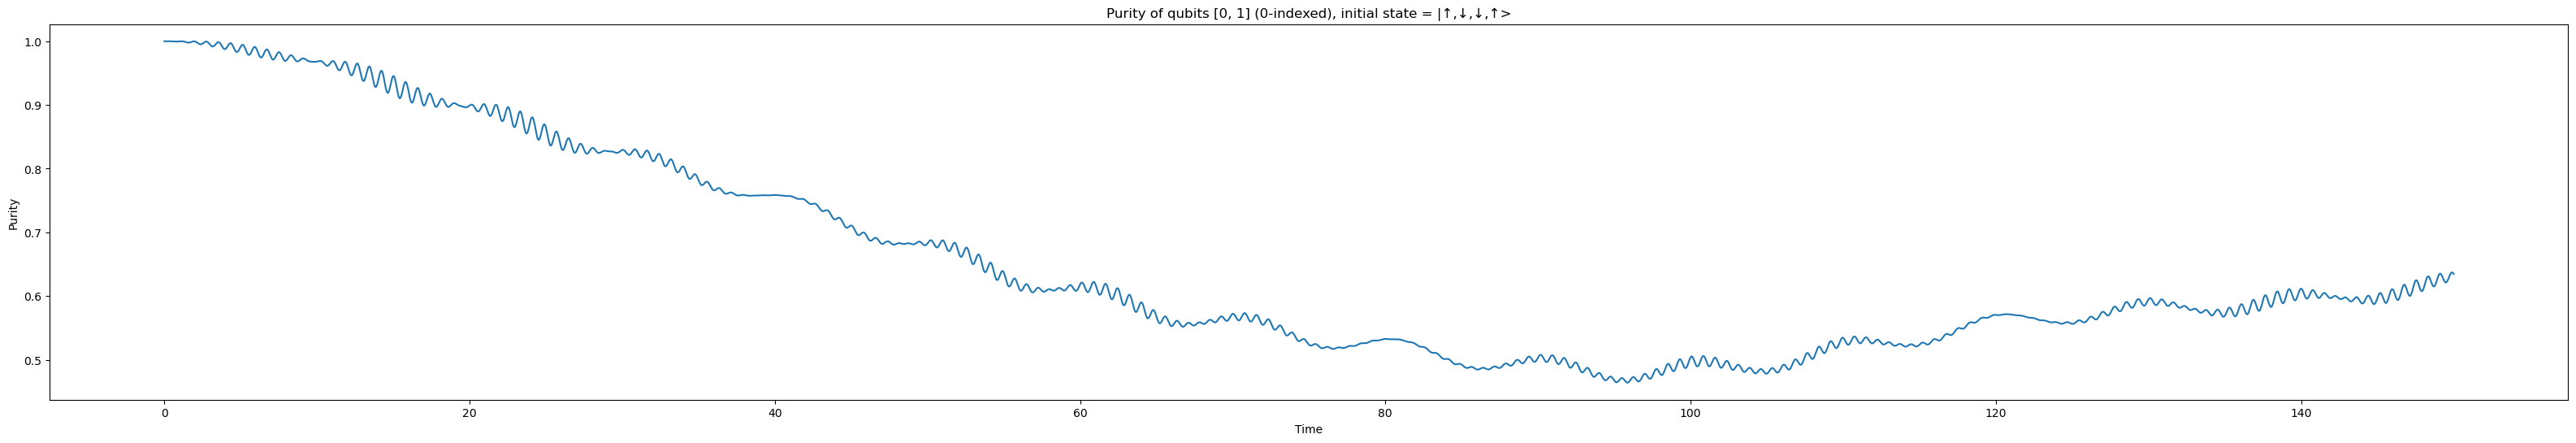 Purity of qubits [0, 1] (0-indexed), initial state = |↑,↓,↓,↑>
1.0
0.9
0.8
0.7
0.6
0.5
Purity
0 20 40 60 80 100 120 140
Time